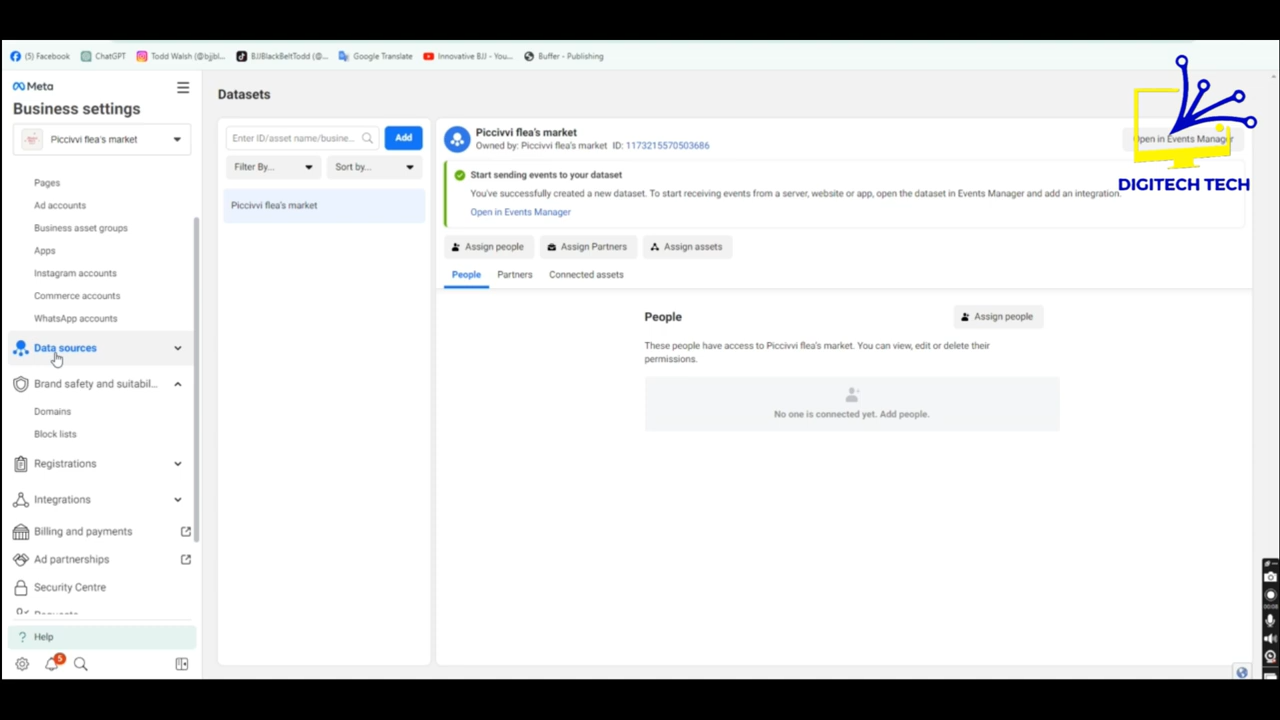 (5) Facebook
ChatGPT
Todd Walsh (@bjjbl...
BJJBlackBeltTodd (@...
Google Translate
Innovative BJJ - You...
Buffer - Publishing
Meta
Business settings
Piccivvi flea's market
Pages
Ad accounts
Business asset groups
Apps
Instagram accounts
Commerce accounts
WhatsApp accounts
Data sources
Brand safety and suitabil...
Domains
Block lists
Registrations
Integrations
Billing and payments
Ad partnerships
Security Centre
Requests
? Help
5
Datasets
Enter ID/asset name/busine...
Add
Filter By...
Sort by...
Piccivvi flea's market
Piccivvi flea's market
Owned by: Piccivvi flea's market ID: 1173215570503686
Open in Events Manager
DIGITECH TECH
Start sending events to your dataset
You've successfully created a new dataset. To start receiving events from a server, website or app, open the dataset in Events Manager and add an integration.
Open in Events Manager
Assign people
Assign Partners
Assign assets
People
Partners
Connected assets
People
Assign people
These people have access to Piccivvi flea's market. You can view, edit or delete their
permissions.
No one is connected yet. Add people.